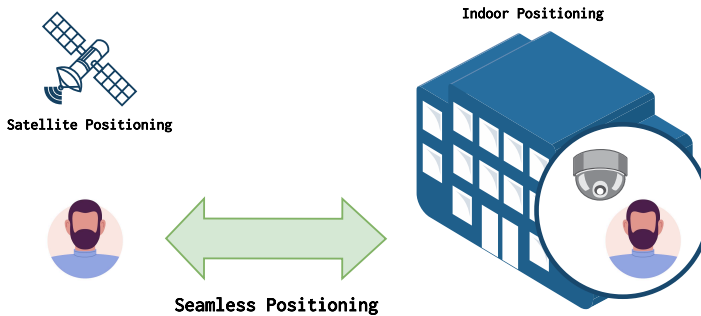 Indoor Positioning
Satellite Positioning
Seamless Positioning